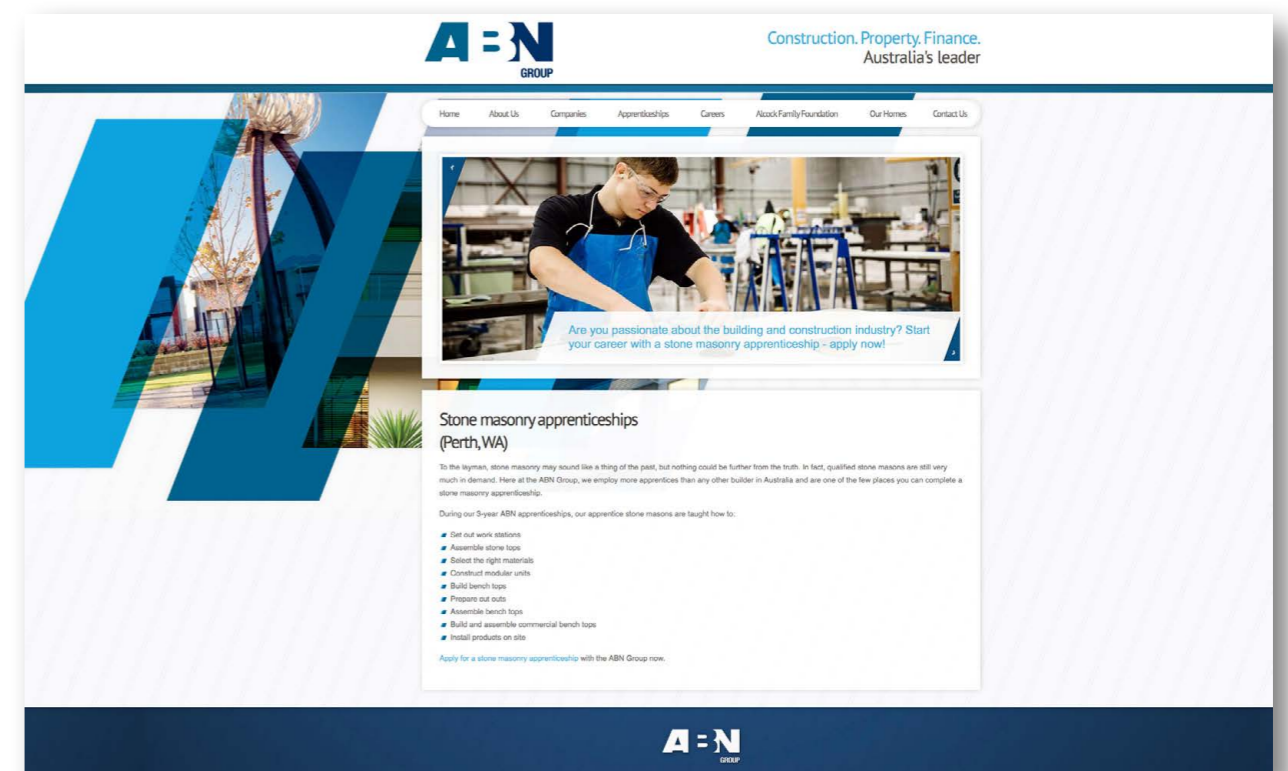 ABN
GROUP
Construction. Property. Finance.
Australia's leader
Home About Us Companies Apprenticeships Careers Alcock Family Foundation Our Homes Contact Us
Are you passionate about the building and construction industry? Start
your career with a stone masonry apprenticeship - apply now!
Stone masonry apprenticeships
(Perth, WA)
To the layman, stone masonry may sound like a thing of the past, but nothing could be further from the truth. In fact, qualified stone masons are still very
much in demand. Here at the ABN Group, we employ more apprentices than any other builder in Australia and are one of the few places you can complete a
stone masonry apprenticeship.
During our 3-year ABN apprenticeships, our apprentice stone masons are taught how to:
Set out work stations
Assemble stone tops
Select the right materials
Construct modular units
Build bench tops
Prepare cut outs
Assemble bench tops
Build and assemble commercial bench tops
Install products on site
Apply for a stone masonry apprenticeship with the ABN Group now.
ABN
GROUP